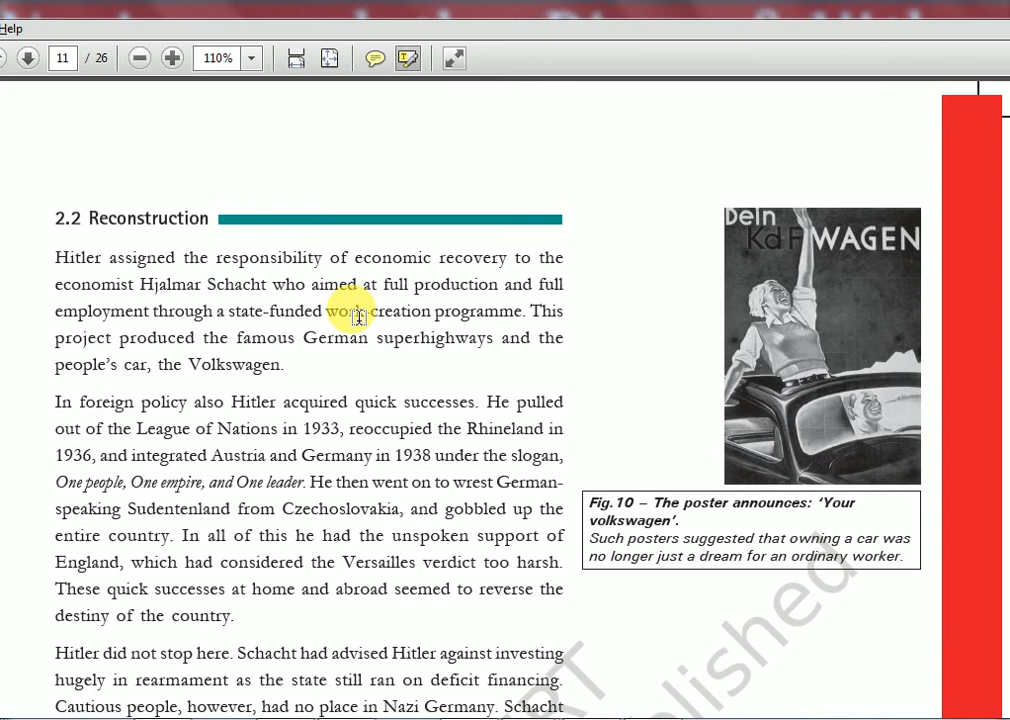 Help
11 / 26 110%
2.2 Reconstruction
Hitler assigned the responsibility of economic recovery to the
economist Hjalmar Schacht who aimed at full production and full
employment through a state-funded work-creation programme. This
project produced the famous German superhighways and the
people's car, the Volkswagen.
In foreign policy also Hitler acquired quick successes. He pulled
out of the League of Nations in 1933, reoccupied the Rhineland in
1936, and integrated Austria and Germany in 1938 under the slogan,
One people, One empire, and One leader. He then went on to wrest German-
speaking Sudentenland from Czechoslovakia, and gobbled up the
entire country. In all of this he had the unspoken support of
England, which had considered the Versailles verdict too harsh.
These quick successes at home and abroad seemed to reverse the
destiny of the country.
Hitler did not stop here. Schacht had advised Hitler against investing
hugely in rearmament as the state still ran on deficit financing.
Cautious people, however, had no place in Nazi Germany. Schacht
Dein
KdF WAGEN
Fig.10 – The poster announces: 'Your
volkswagen'.
Such posters suggested that owning a car was
no longer just a dream for an ordinary worker.